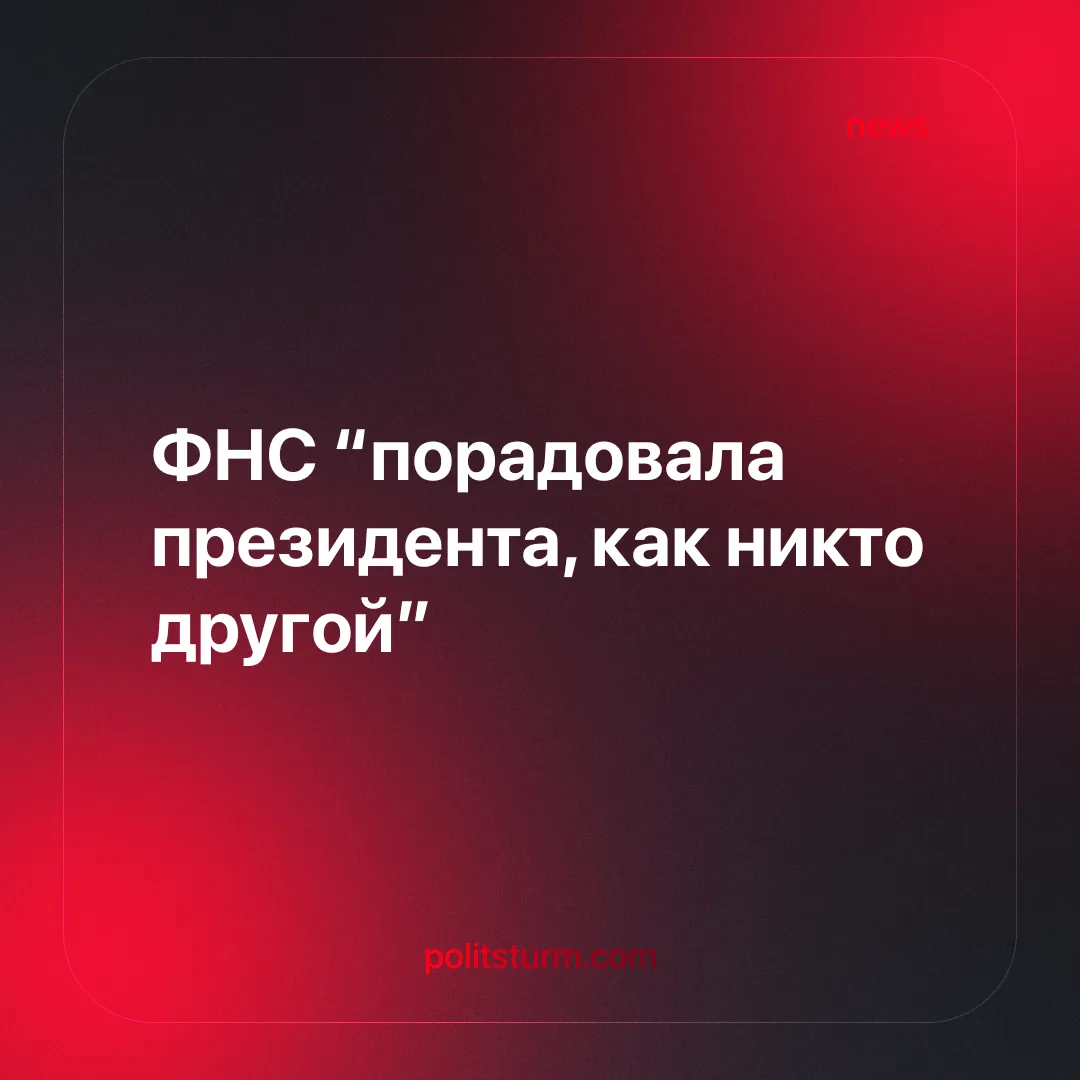 news
ФНС “порадовала
президента, как никто
другой”
politsturm.com